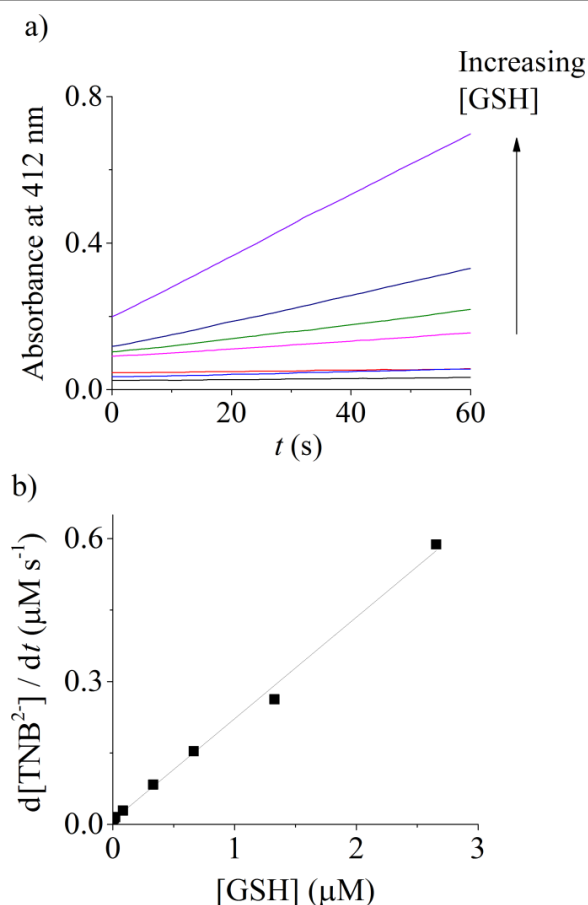 a)
Increasing
[GSH]
Absorbance at 412 nm
0.8
0.4
0.0
0 20 40 60
t (s)
b)
d[TNB²⁻] / dt (μM s⁻¹)
0.6
0.3
0.0
0 1 2 3
[GSH] (μM)